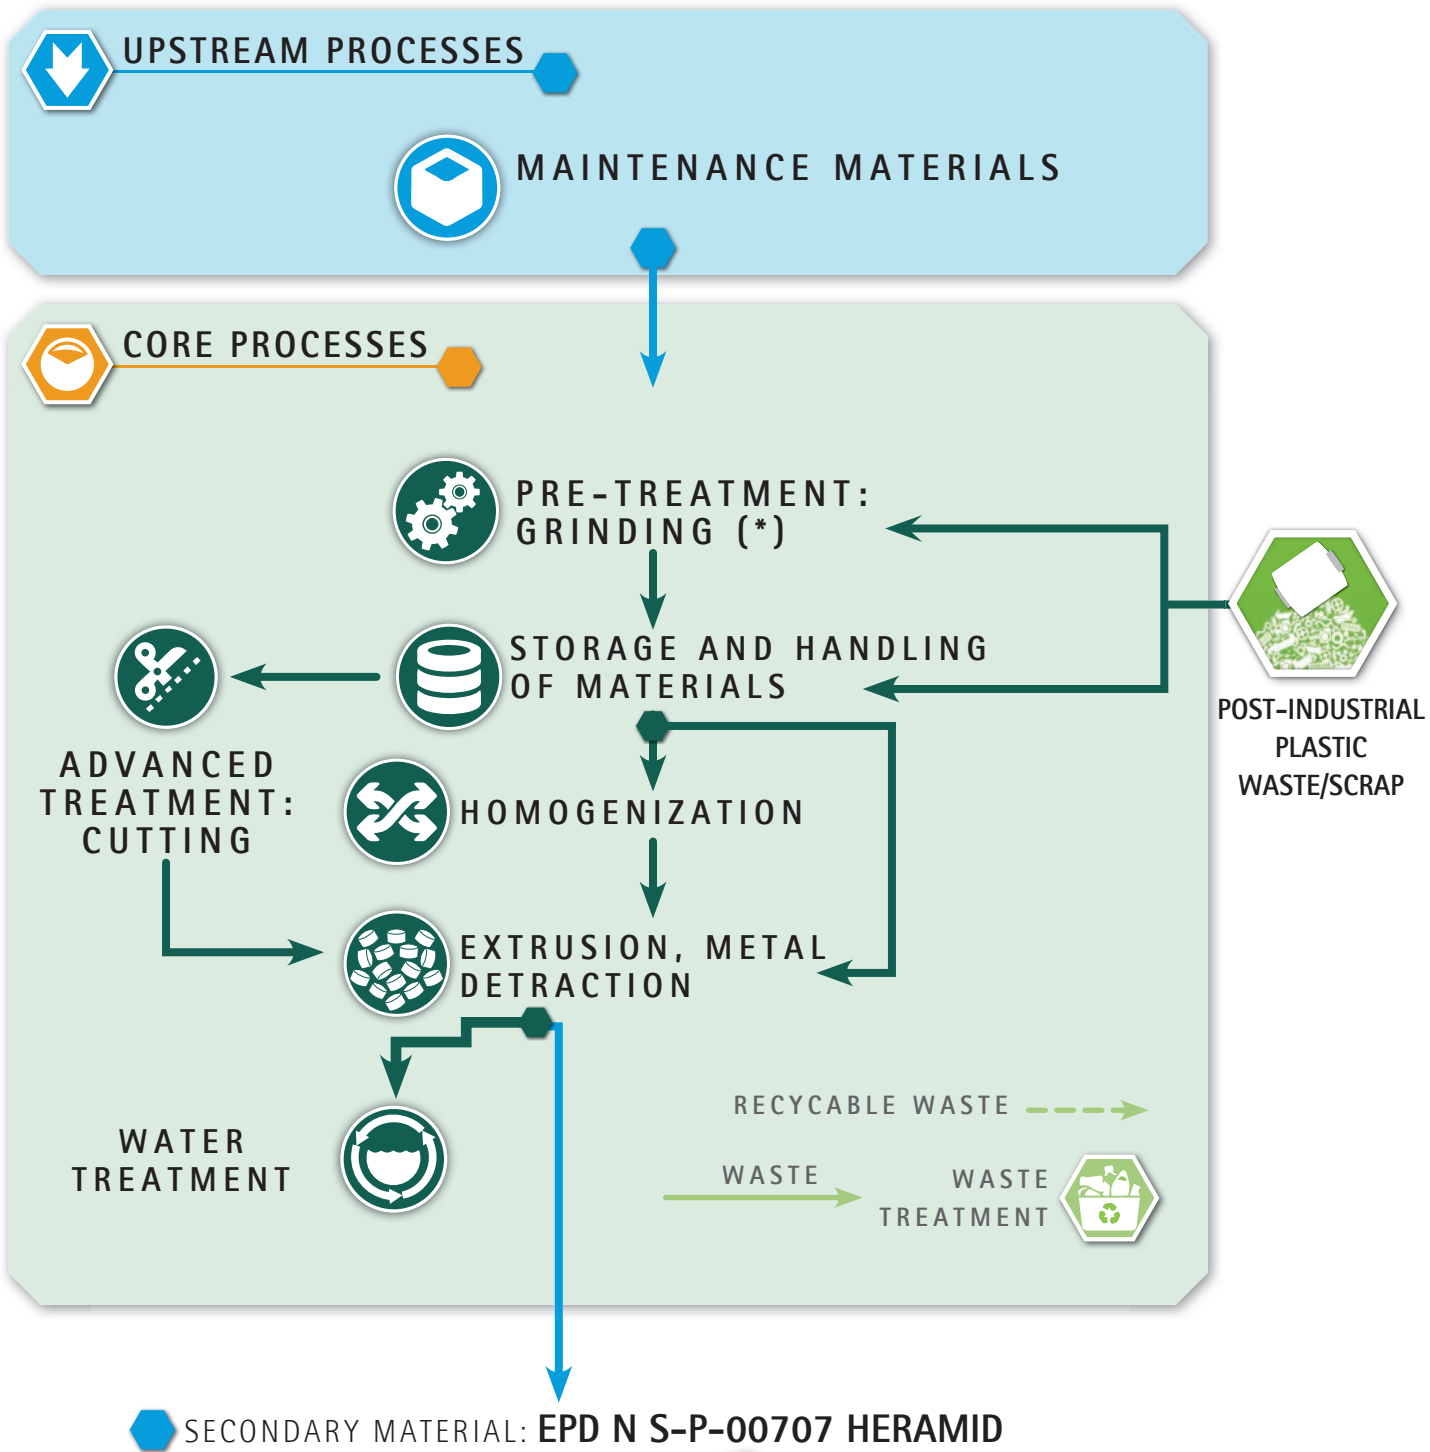 UPSTREAM PROCESSES
MAINTENANCE MATERIALS
CORE PROCESSES
PRE-TREATMENT:
GRINDING (*)
STORAGE AND HANDLING
OF MATERIALS
POST-INDUSTRIAL
PLASTIC
WASTE/SCRAP
ADVANCED
TREATMENT:
CUTTING
HOMOGENIZATION
EXTRUSION, METAL
DETRACTION
RECYCABLE WASTE
WATER
TREATMENT
WASTE
WASTE
TREATMENT
SECONDARY MATERIAL: EPD N S-P-00707 HERAMID